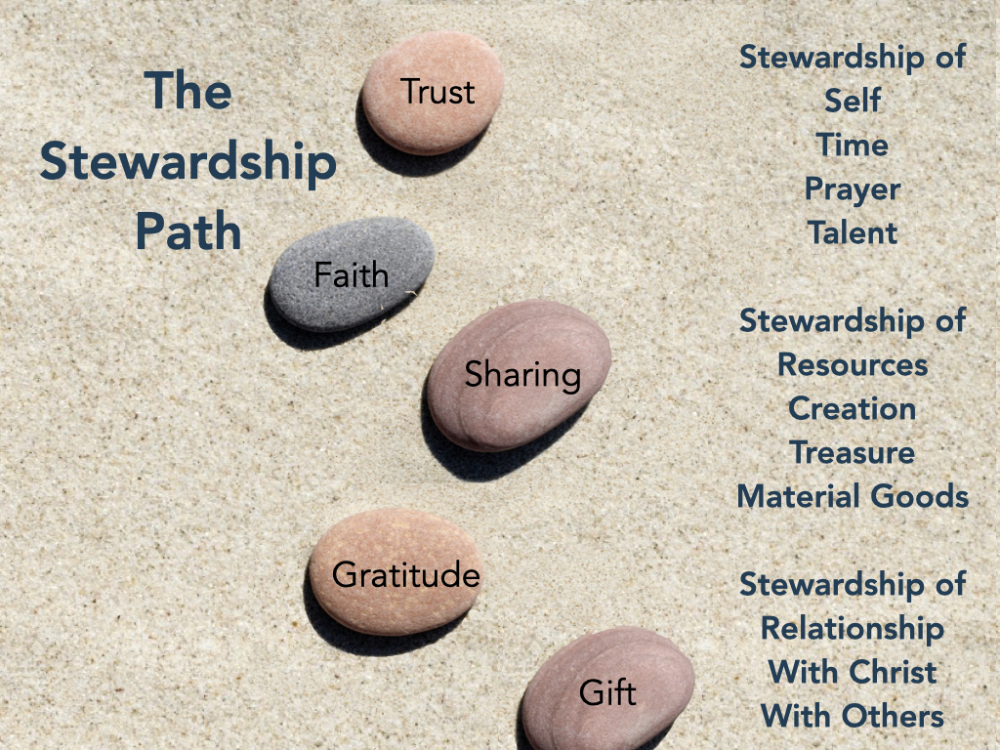 The
Stewardship
Path
Trust
Faith
Sharing
Gratitude
Gift
Stewardship of
Self
Time
Prayer
Talent
Stewardship of
Resources
Creation
Treasure
Material Goods
Stewardship of
Relationship
With Christ
With Others